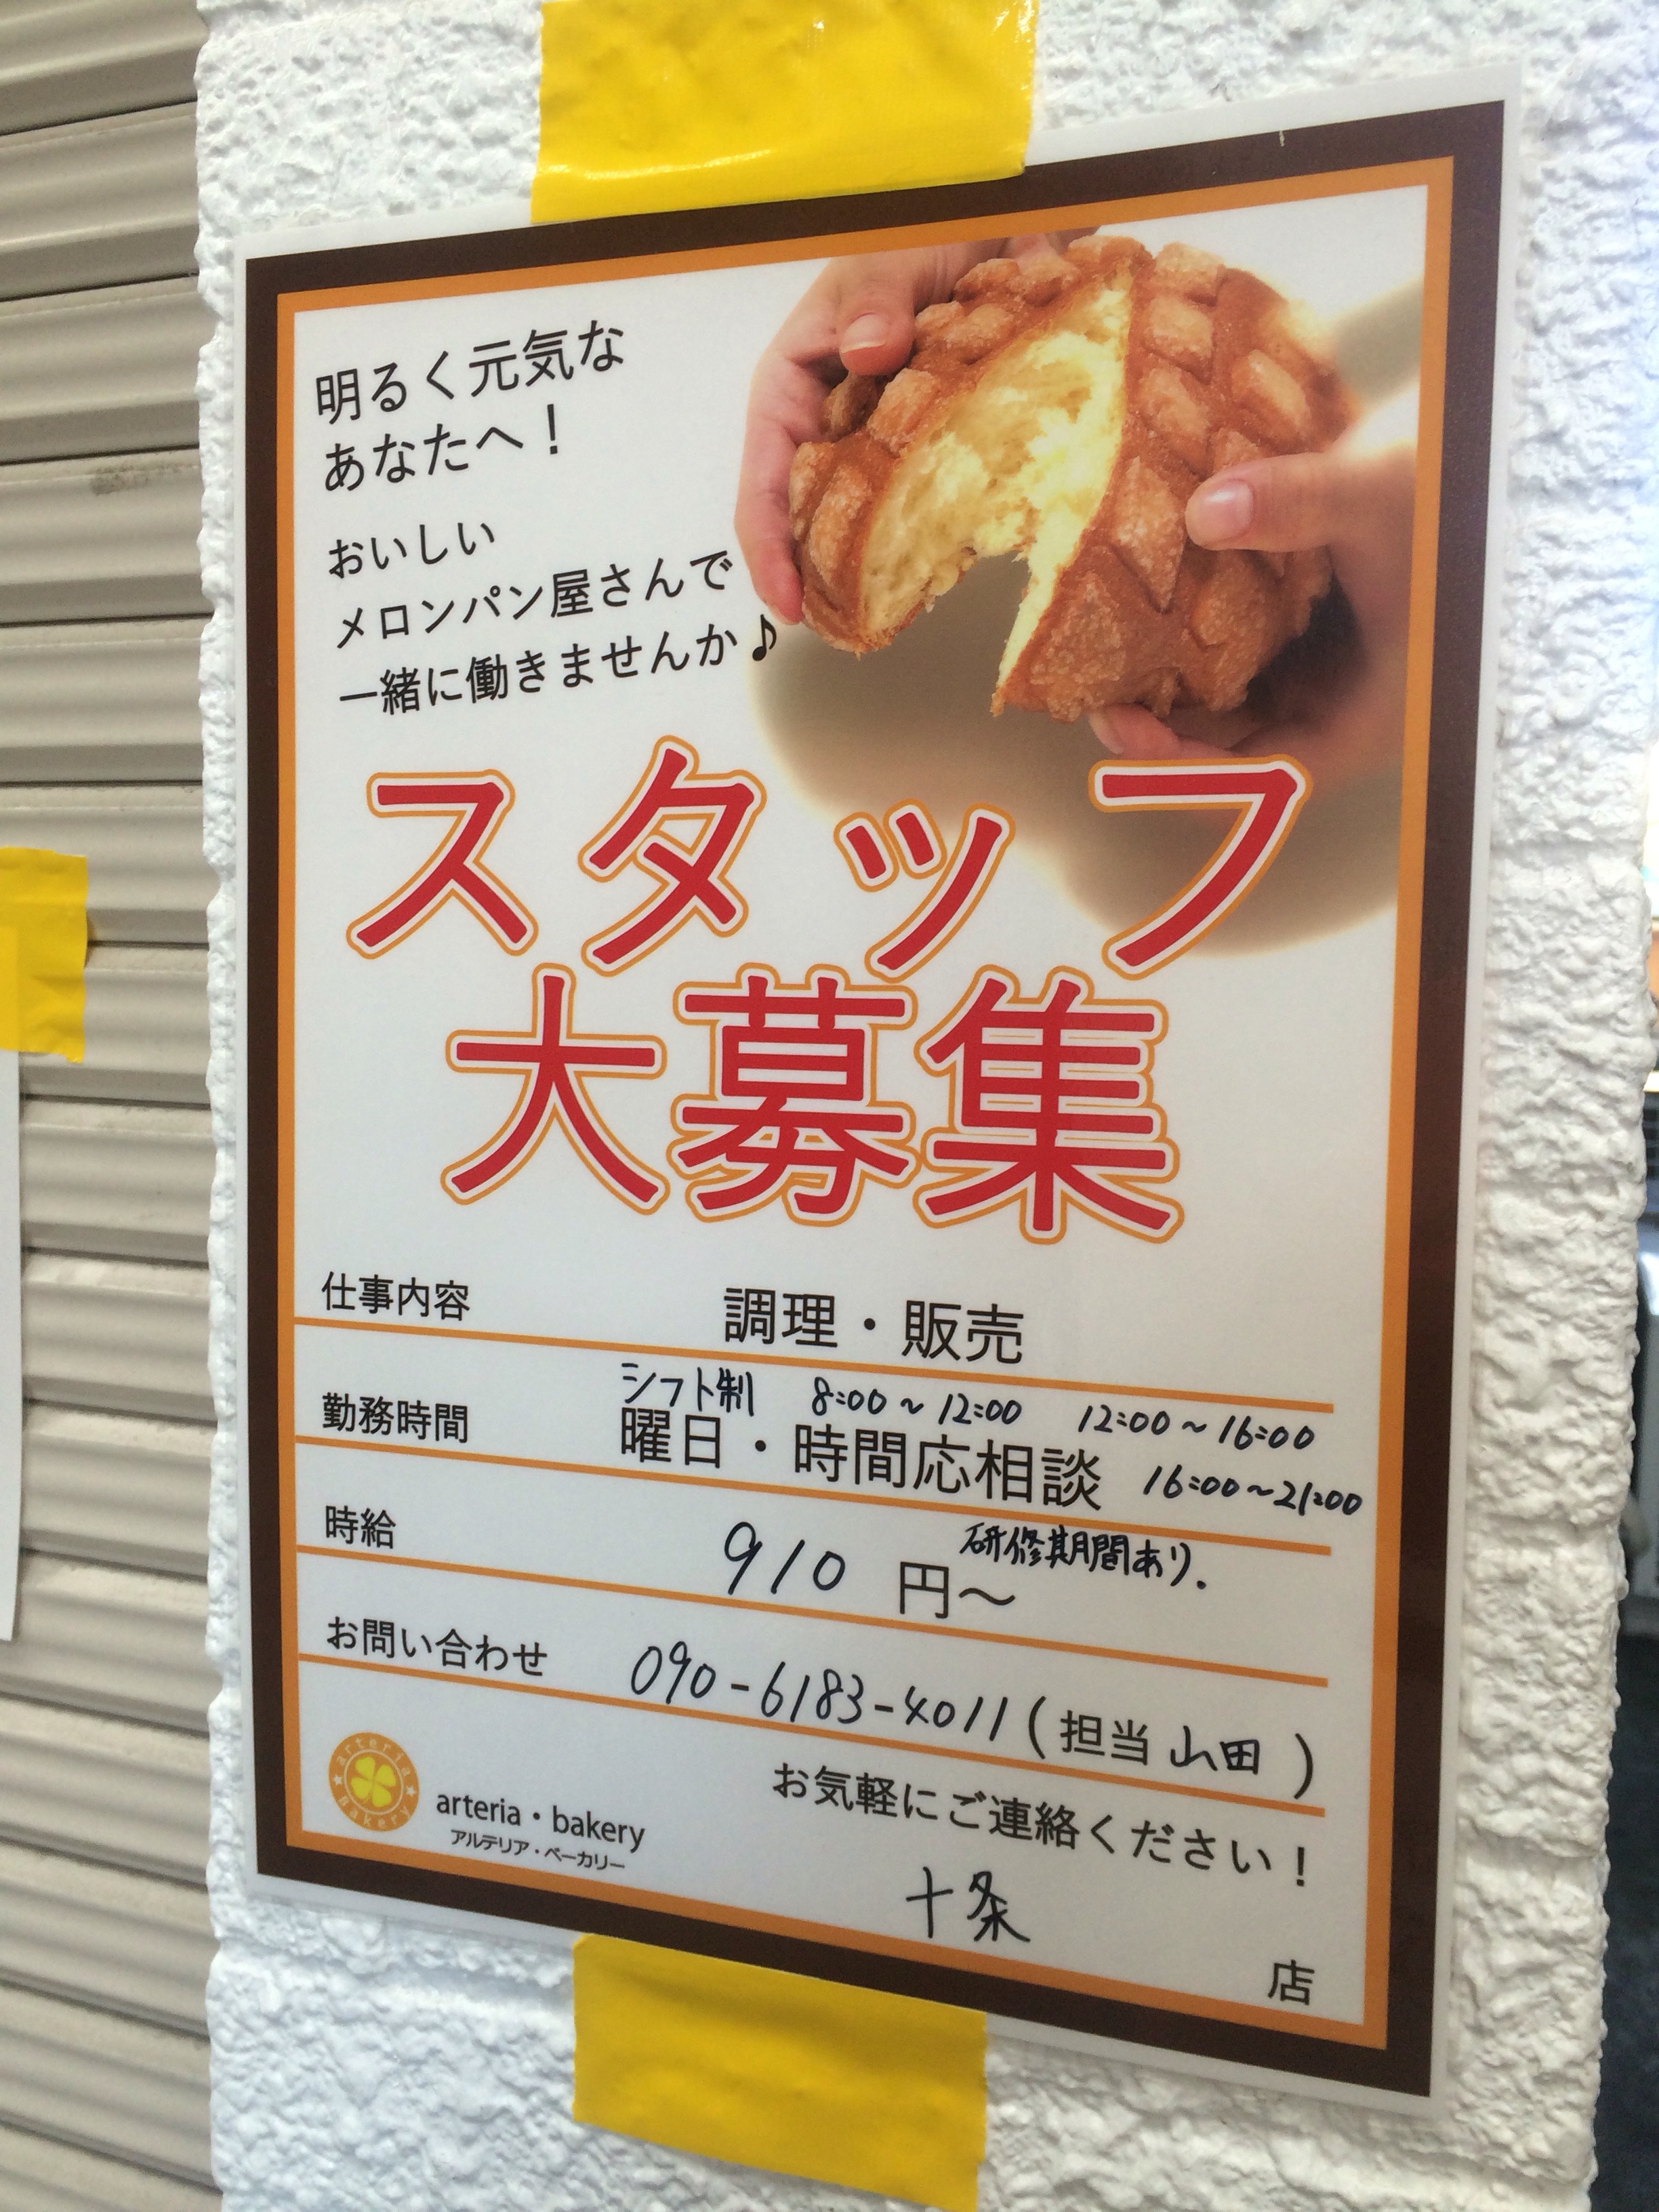 明るく元気な
あなたへ！
おいしい
メロンパン屋さんで
一緒に働きませんか♪
スタッフ
大募集
仕事内容 調理・販売
シフト制 8:00～12:00 12:00～16:00
勤務時間 曜日・時間応相談 16:00～21:00
研修期間あり.
時給 910 円～
お問い合わせ 090-6183-4011(担当 山田)
お気軽にご連絡ください！
arteria Bakery
arteria・bakery
アルテリア・ベーカリー
十条 店